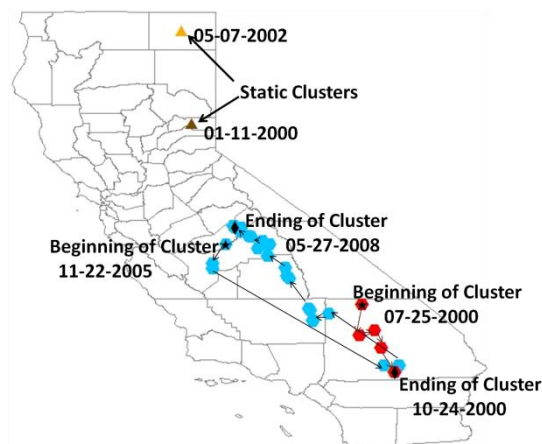 05-07-2002
Static Clusters
01-11-2000
Ending of Cluster
05-27-2008
Beginning of Cluster
11-22-2005
Beginning of Cluster
07-25-2000
Ending of Cluster
10-24-2000